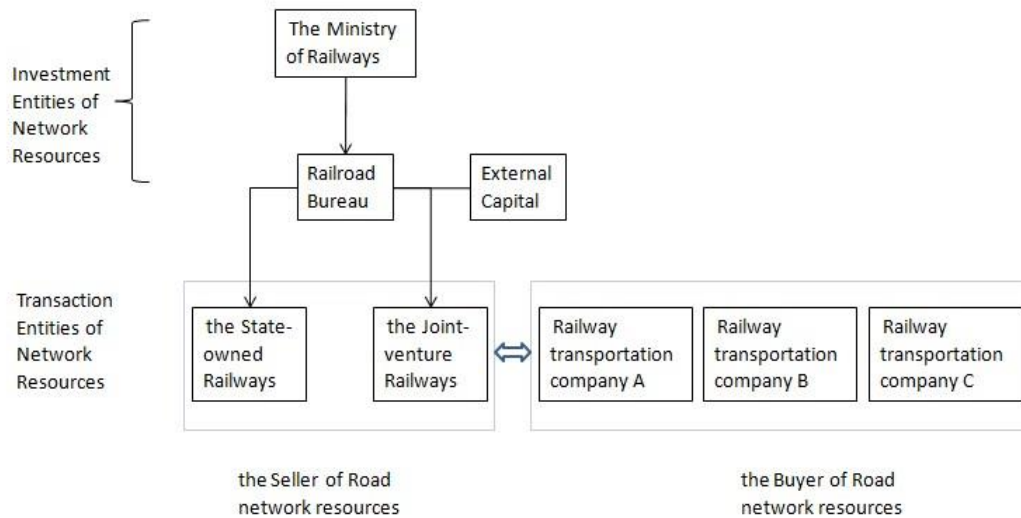 The Ministry
of Railways
Investment
Entities of
Network
Resources
Railroad
Bureau
External
Capital
Transaction
Entities of
Network
Resources
the State-
owned
Railways
the Joint-
venture
Railways
Railway
transportation
company A
Railway
transportation
company B
Railway
transportation
company C
the Seller of Road
network resources
the Buyer of Road
network resources